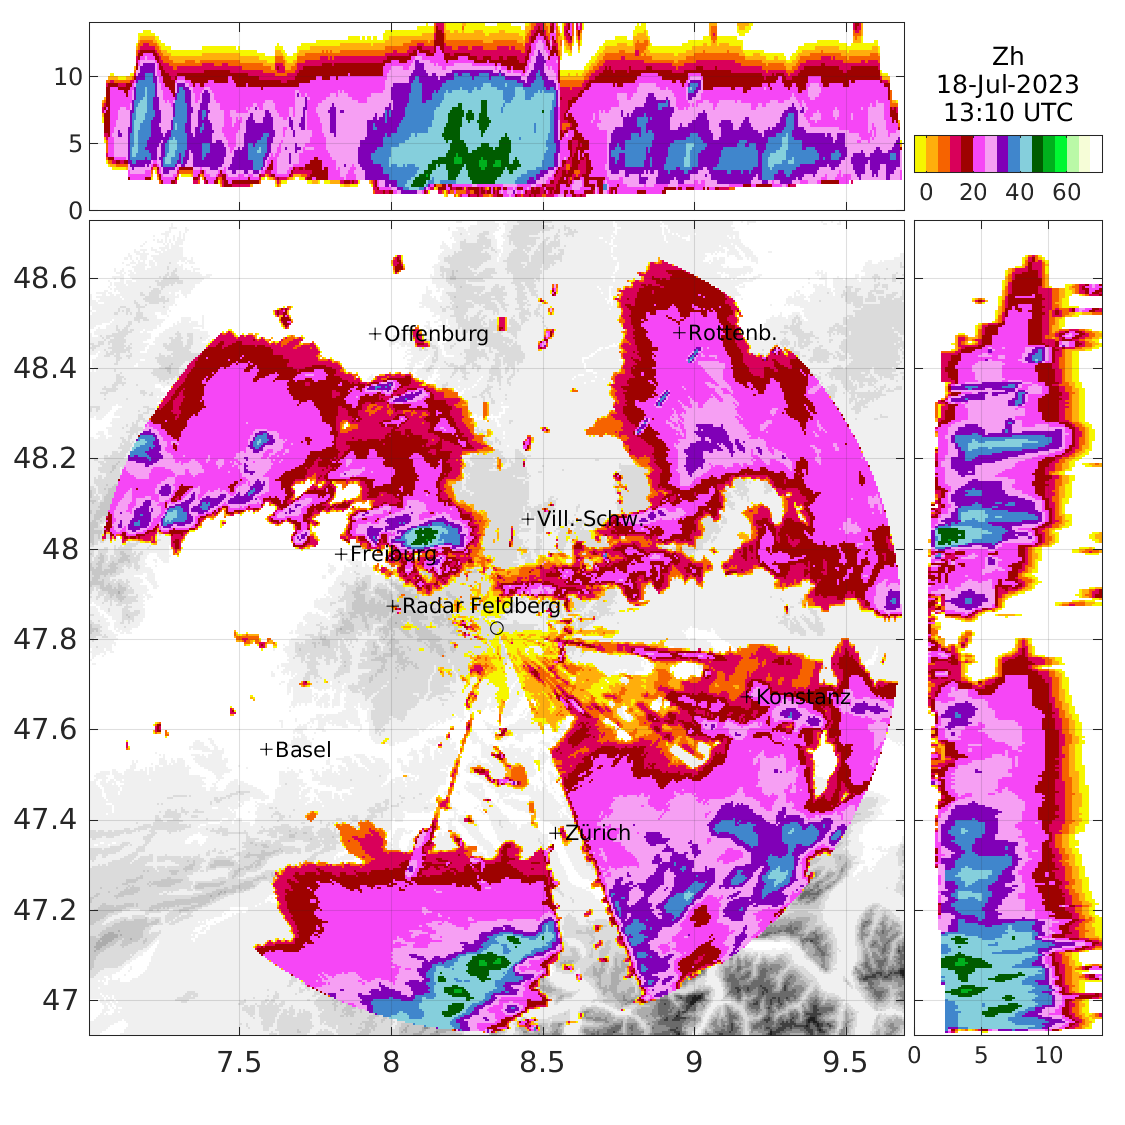 10
5
0
Zh
18-Jul-2023
13:10 UTC
0 20 40 60
48.6
48.4
48.2
48
47.8
47.6
47.4
47.2
47
+Offenburg
+Rottenb.
+Vill.-Schw.
+Freiburg
+Radar Feldberg
+Konstanz
+Basel
+Zürich
7.5 8 8.5 9 9.5
0 5 10